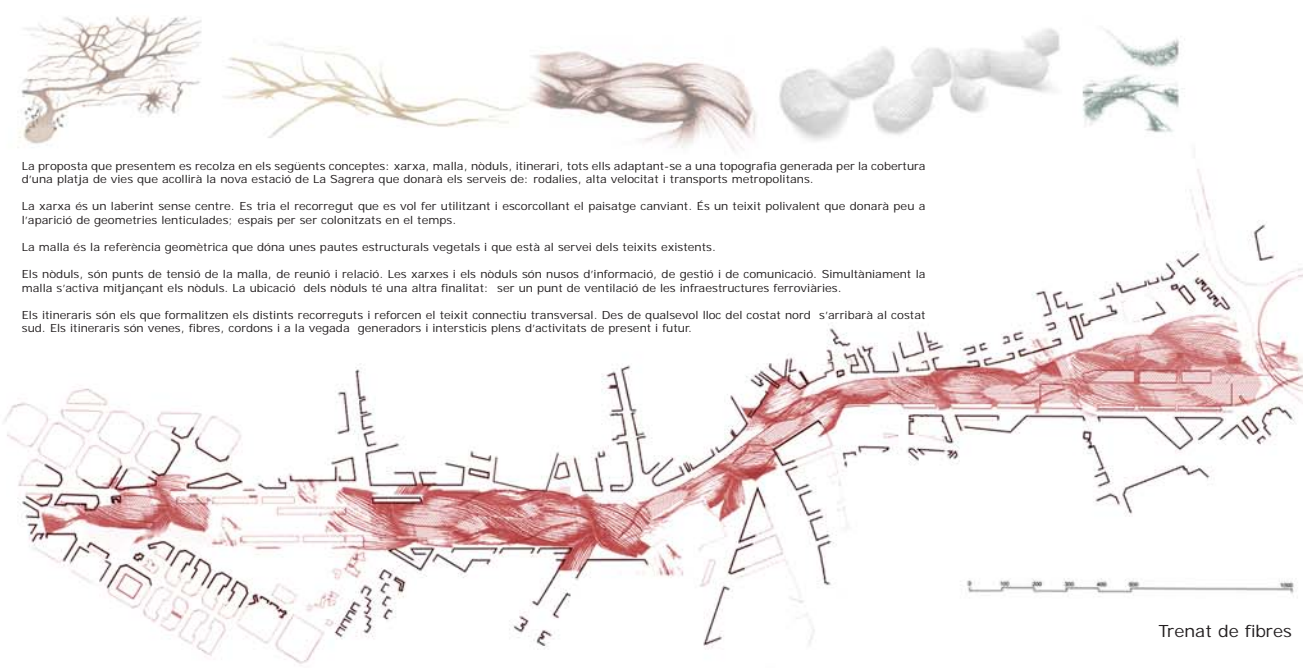 La proposta que presentem es recolza en els següents conceptes: xarxa, malla, nòduls, itinerari, tots ells adaptant-se a una topografia generada per la cobertura
d'una platja de vies que acollirà la nova estació de La Sagrera que donarà els serveis de: rodalies, alta velocitat i transports metropolitans.
La xarxa és un laberint sense centre. Es tria el recorregut que es vol fer utilitzant i escorcollant el paisatge canviant. És un teixit polivalent que donarà peu a
l'aparició de geometries lenticulades; espais per ser colonitzats en el temps.
La malla és la referència geomètrica que dóna unes pautes estructurals vegetals i que està al servei dels teixits existents.
Els nòduls, són punts de tensió de la malla, de reunió i relació. Les xarxes i els nòduls són nusos d'informació, de gestió i de comunicació. Simultàniament la
malla s'activa mitjançant els nòduls. La ubicació dels nòduls té una altra finalitat: ser un punt de ventilació de les infraestructures ferroviàries.
Els itineraris són els que formalitzen els distints recorreguts i reforcen el teixit connectiu transversal. Des de qualsevol lloc del costat nord s'arribarà al costat
sud. Els itineraris són venes, fibres, cordons i a la vegada generadors i intersticis plens d'activitats de present i futur.
0 100 200 300 400 500 1000
Trenat de fibres